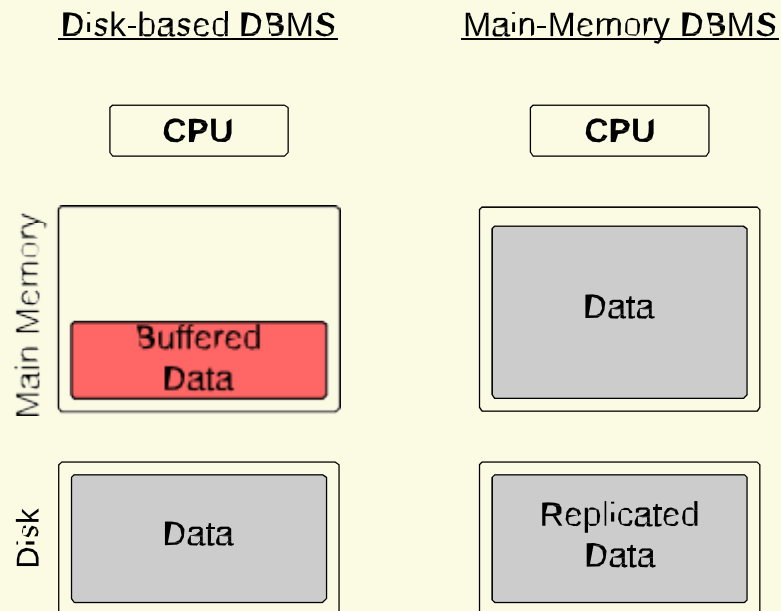 Disk-based DBMS
Main-Memory DBMS
CPU
CPU
Main Memory
Buffered
Data
Data
Disk
Data
Replicated
Data